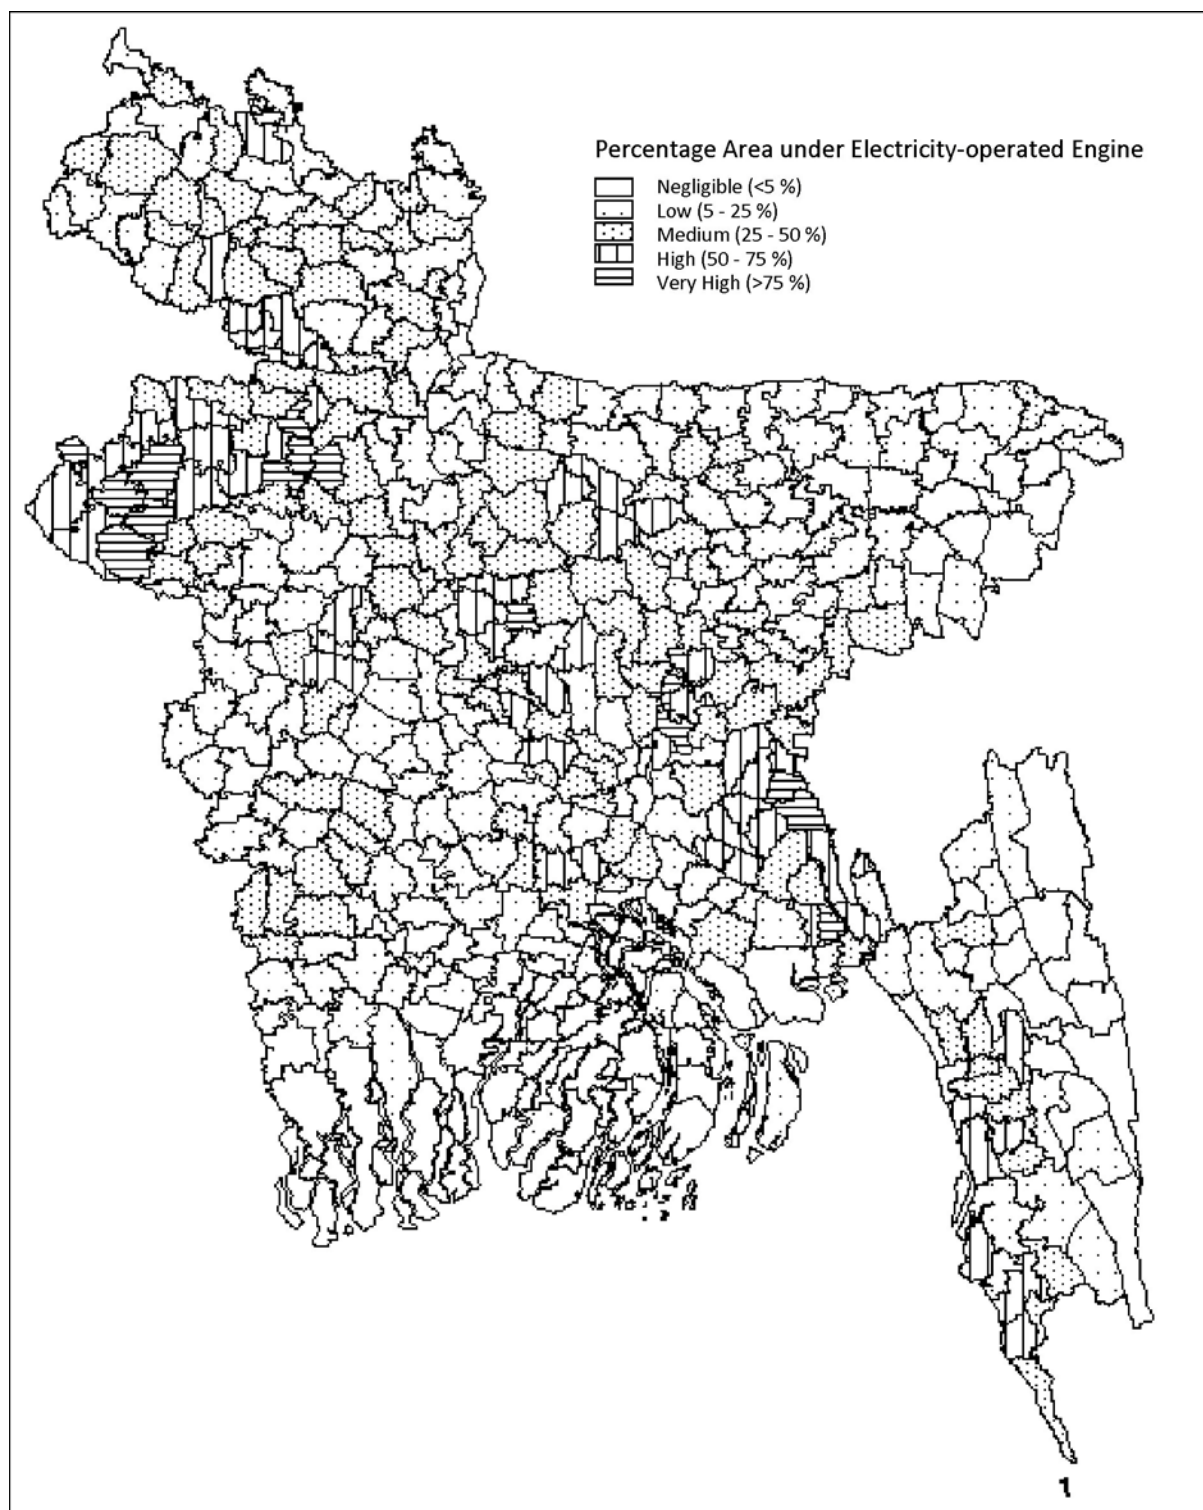 Percentage Area under Electricity-operated Engine
Negligible (<5 %)
Low (5 - 25 %)
Medium (25 - 50 %)
High (50 - 75 %)
Very High (>75 %)
1